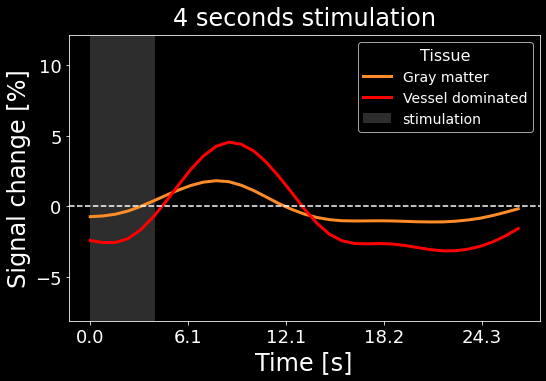 4 seconds stimulation
Signal change [%]
10
5
0
−5
Tissue
Gray matter
Vessel dominated
stimulation
0.0 6.1 12.1 18.2 24.3
Time [s]